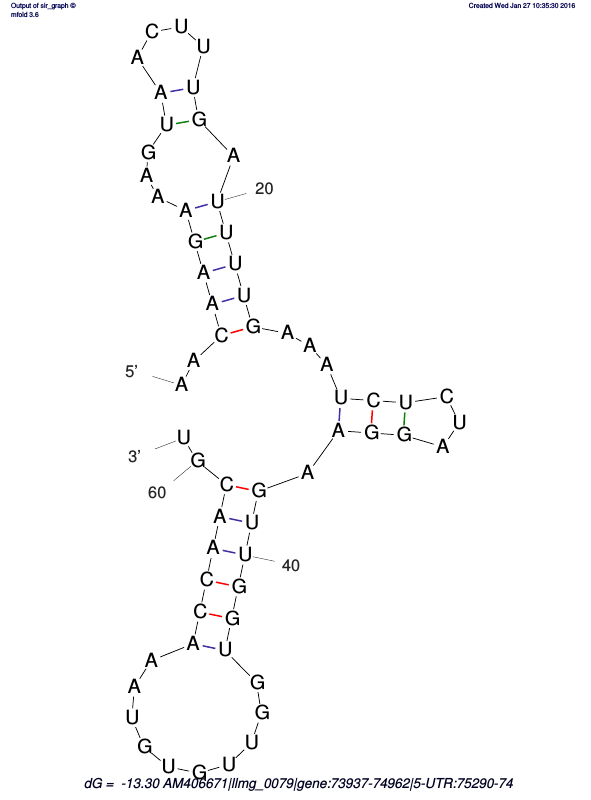 Output of sir_graph ©
mfold 3.6
Created Wed Jan 27 10:35:30 2016
5'
A A C A A G A A A G U A A C U U U G A U
20
U U U G A A A U C U C U A G G A A G U U
40
G G U G G U U G U G U A A A C C A A C G
60
U
3'
dG = -13.30 AM406671|llmg_0079|gene:73937-74962|5-UTR:75290-74